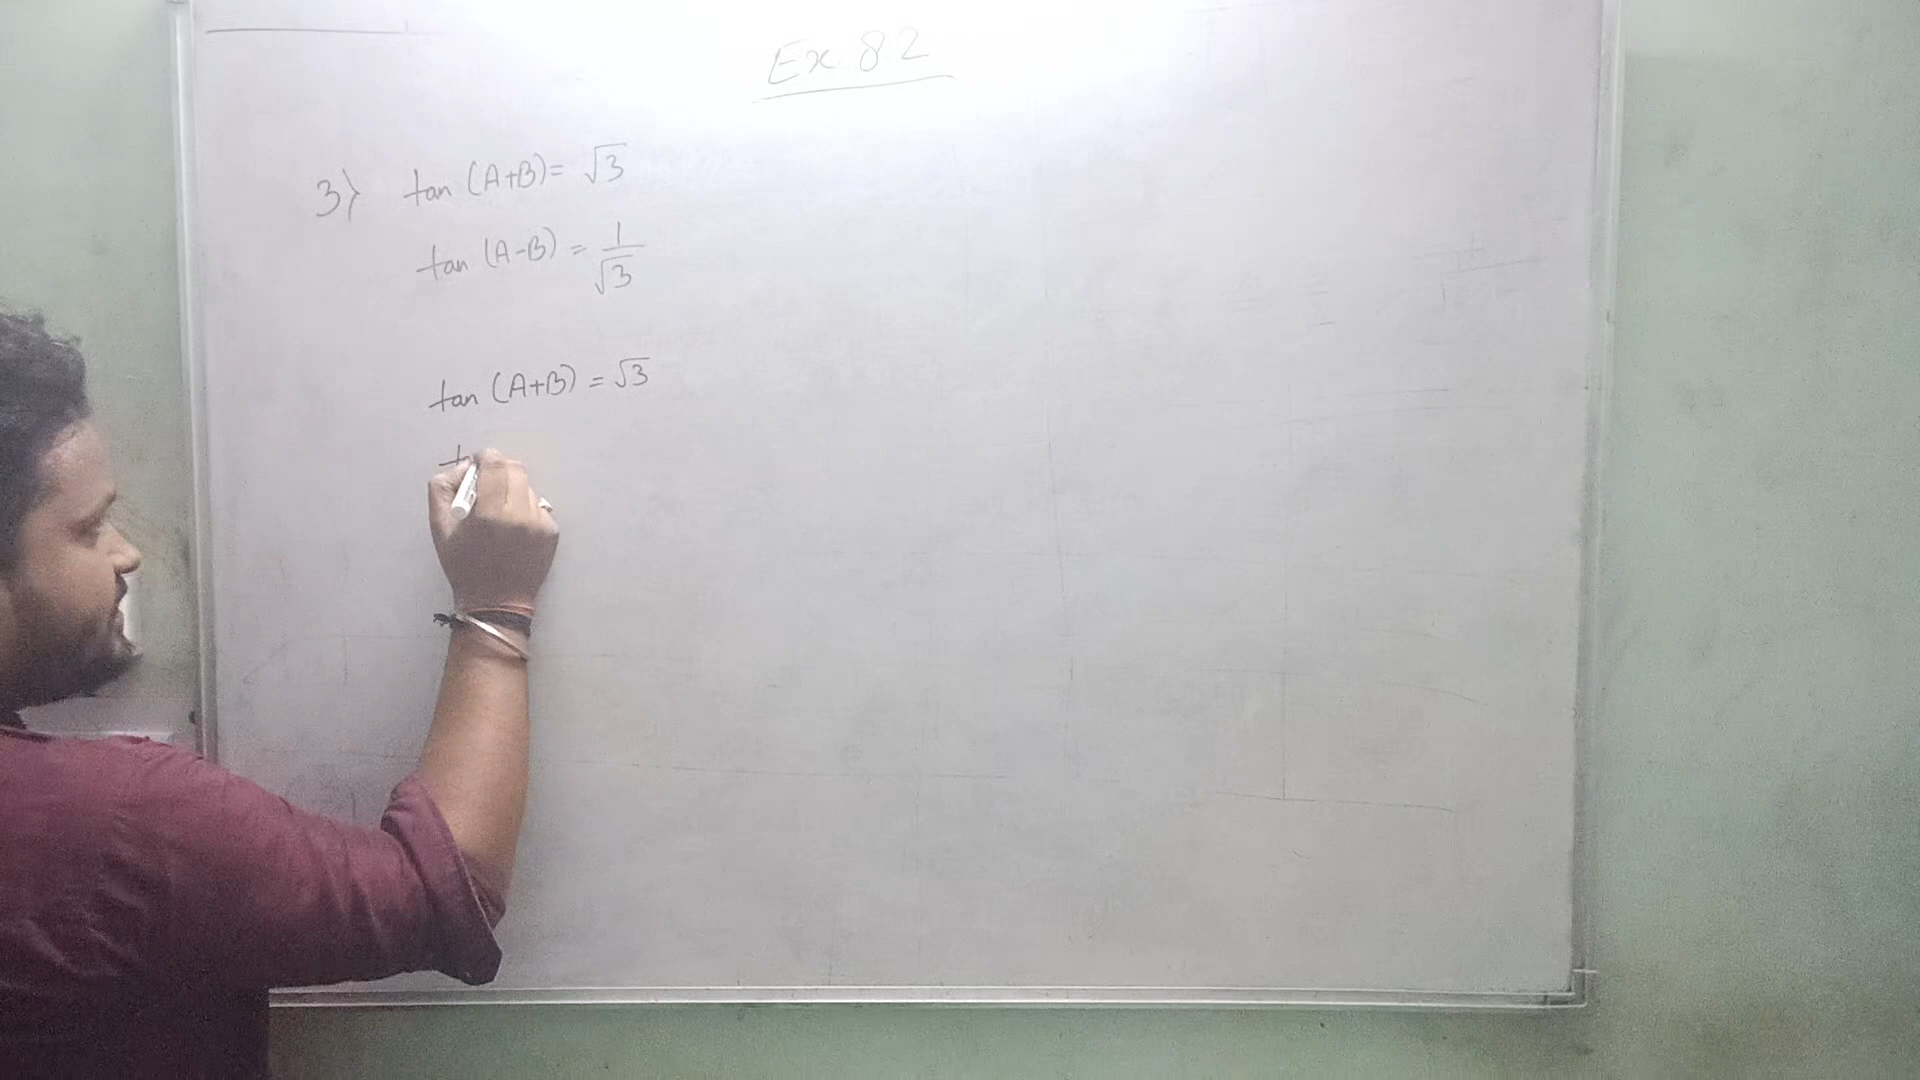 Ex. 8.2
3) tan (A+B) = √3
tan (A-B) = 1/√3
tan (A+B) = √3